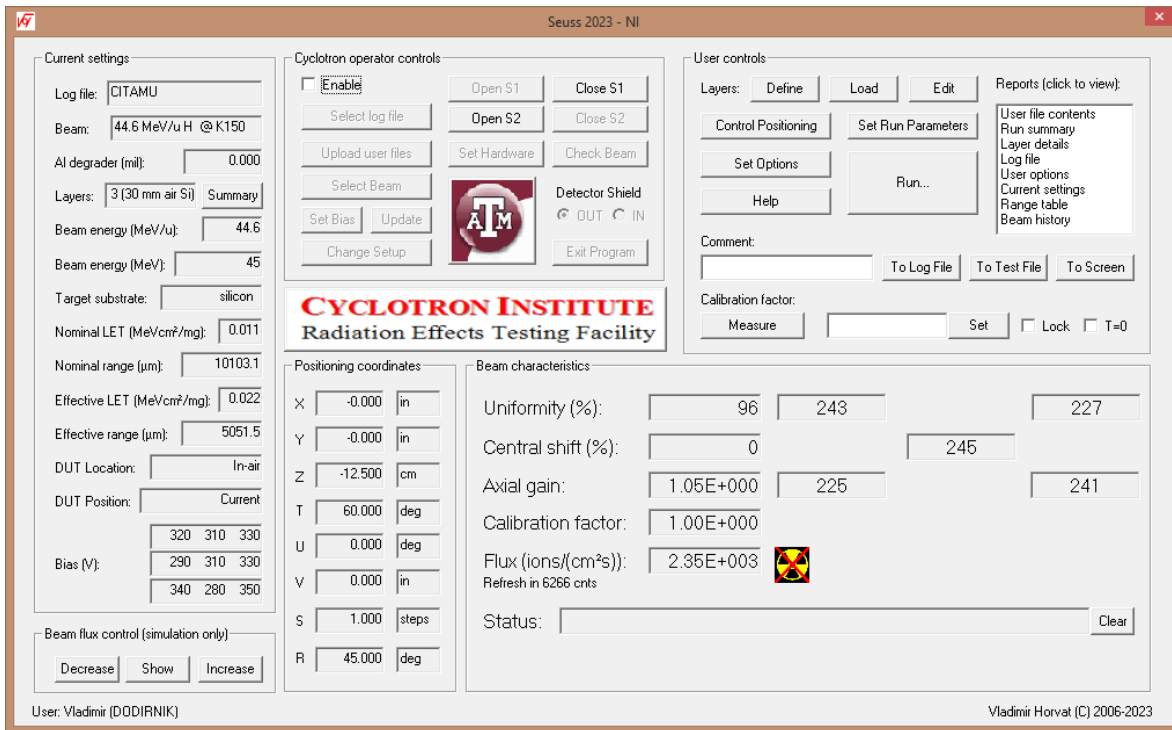 Seuss 2023 - NI
Current settings
Log file: CITAMU
Beam: 44.6 MeV/u H @ K150
Al degrader (mil): 0.000
Layers: 3 (30 mm air Si) Summary
Beam energy (MeV/u): 44.6
Beam energy (MeV): 45
Target substrate: silicon
Nominal LET (MeVcm²/mg): 0.011
Nominal range (µm): 10103.1
Effective LET (MeVcm²/mg): 0.022
Effective range (µm): 5051.5
DUT Location: In-air
DUT Position: Current
320 310 330
Bias (V): 290 310 330
340 280 350
Beam flux control (simulation only)
Decrease Show Increase
Cyclotron operator controls
Enable Open S1 Close S1
Select log file Open S2 Close S2
Upload user files Set Hardware Check Beam
Select Beam
Detector Shield
Set Bias Update OUT IN
Change Setup Exit Program
ATM
CYCLOTRON INSTITUTE
Radiation Effects Testing Facility
User controls
Layers: Define Load Edit
Control Positioning Set Run Parameters
Set Options Run...
Help
Reports (click to view):
User file contents
Run summary
Layer details
Log file
User options
Current settings
Range table
Beam history
Comment:
To Log File To Test File To Screen
Calibration factor:
Measure Set Lock T=0
Positioning coordinates
X -0.000 in
Y -0.000 in
Z -12.500 cm
T 60.000 deg
U 0.000 deg
V 0.000 in
S 1.000 steps
R 45.000 deg
Beam characteristics
Uniformity (%): 96 243 227
Central shift (%): 0 245
Axial gain: 1.05E+000 225 241
Calibration factor: 1.00E+000
Flux (ions/(cm²s)): 2.35E+003
Refresh in 6266 cnts
Status: Clear
User: Vladimir (DODIRNIK) Vladimir Horvat (C) 2006-2023